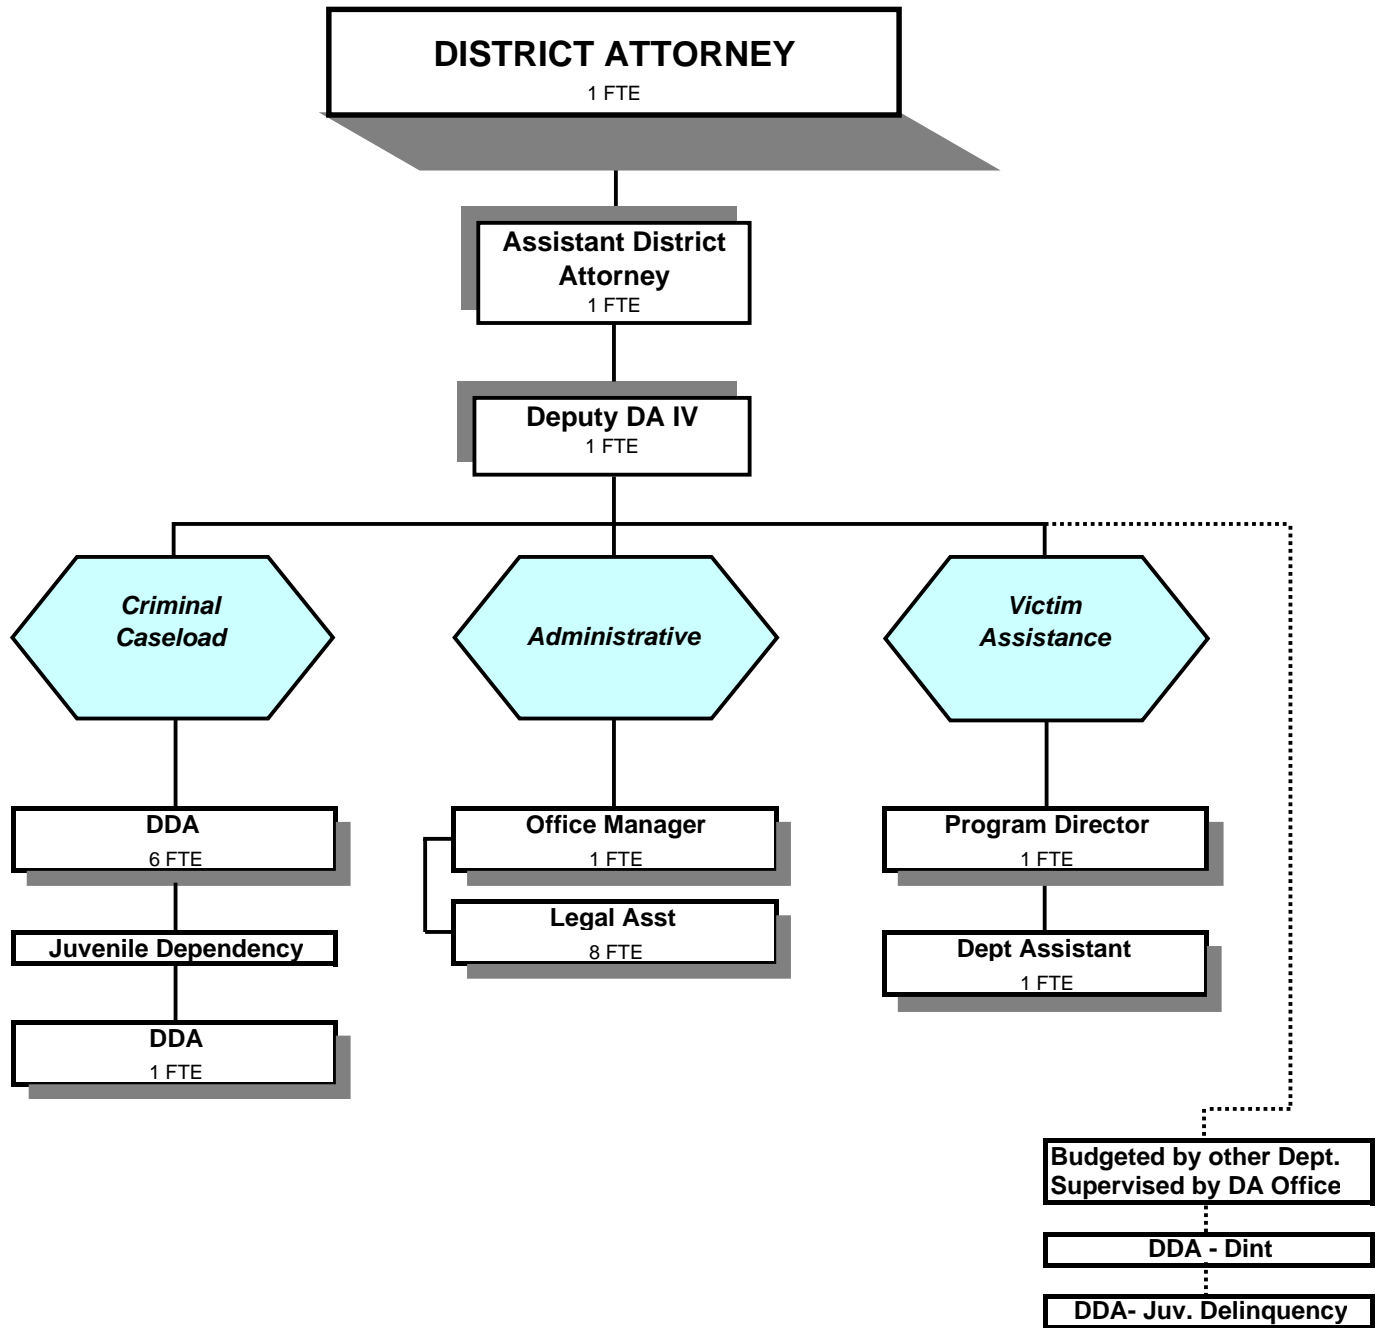 DISTRICT ATTORNEY
1 FTE
Assistant District
Attorney
1 FTE
Deputy DA IV
1 FTE
Criminal
Caseload
Administrative
Victim
Assistance
DDA
6 FTE
Juvenile Dependency
DDA
1 FTE
Office Manager
1 FTE
Legal Asst
8 FTE
Program Director
1 FTE
Dept Assistant
1 FTE
Budgeted by other Dept.
Supervised by DA Office
DDA - Dint
DDA- Juv. Delinquency